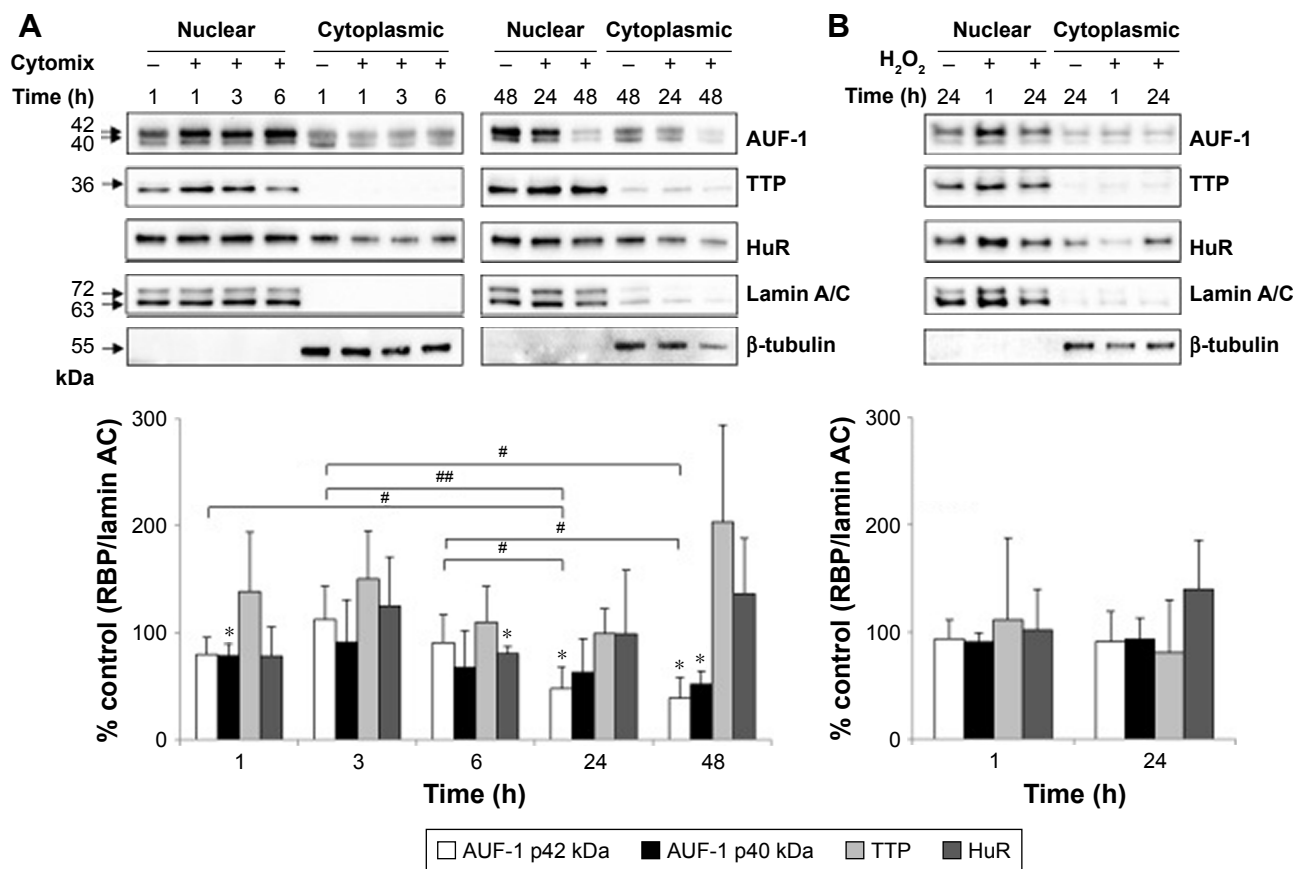 A
Nuclear Cytoplasmic Nuclear Cytoplasmic
Cytomix – + + + – + + + – + + – + +
Time (h) 1 1 3 6 1 1 3 6 48 24 48 48 24 48
42
40
AUF-1
36
TTP
HuR
72
63
Lamin A/C
55
β-tubulin
kDa
B
Nuclear Cytoplasmic
H₂O₂ – + + – + +
Time (h) 24 1 24 24 1 24
AUF-1
TTP
HuR
Lamin A/C
β-tubulin
% control (RBP/lamin AC)
300
200
100
0
#
##
#
#
#
* * * * *
1 3 6 24 48
Time (h)
% control (RBP/lamin AC)
300
200
100
0
1 24
Time (h)
AUF-1 p42 kDa AUF-1 p40 kDa TTP HuR